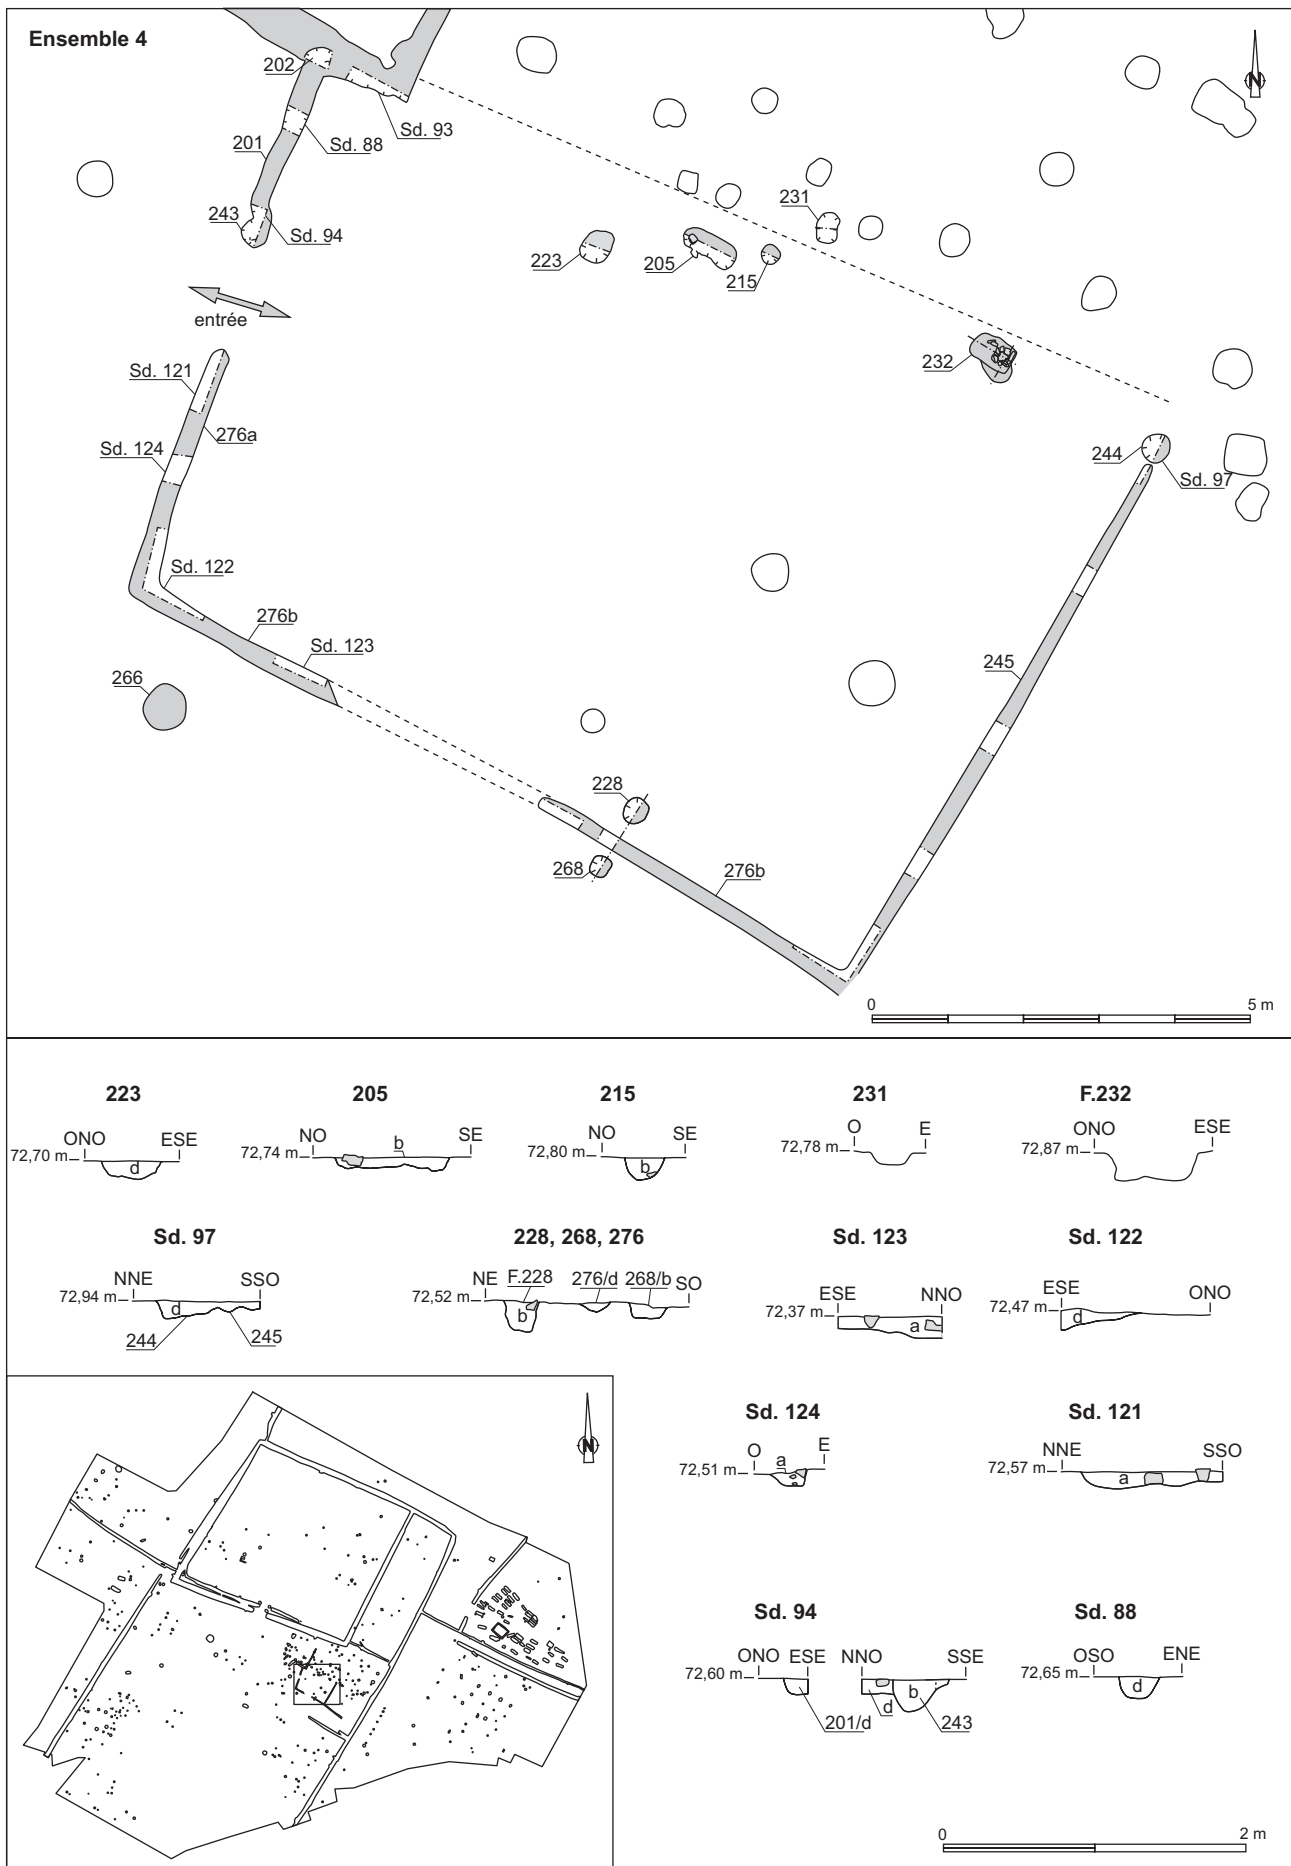 Ensemble 4
N
202
Sd. 93
Sd. 88
201
243
Sd. 94
223
205
215
231
entrée
232
Sd. 121
276a
Sd. 124
244
Sd. 97
Sd. 122
276b
Sd. 123
266
245
228
268
276b
0 5 m
223
ONO ESE
72,70 m
d
205
NO SE
72,74 m
b
215
NO SE
72,80 m
b
231
O E
72,78 m
F.232
ONO ESE
72,87 m
Sd. 97
NNE SSO
72,94 m
d
244 245
228, 268, 276
NE F.228 276/d 268/b SO
72,52 m
b
Sd. 123
ESE NNO
72,37 m
a
Sd. 122
ESE ONO
72,47 m
d
N
Sd. 124
O E
a
72,51 m
Sd. 121
NNE SSO
72,57 m
a
Sd. 94
ONO ESE NNO SSE
72,60 m
d b
201/d 243
Sd. 88
OSO ENE
72,65 m
d
0 2 m